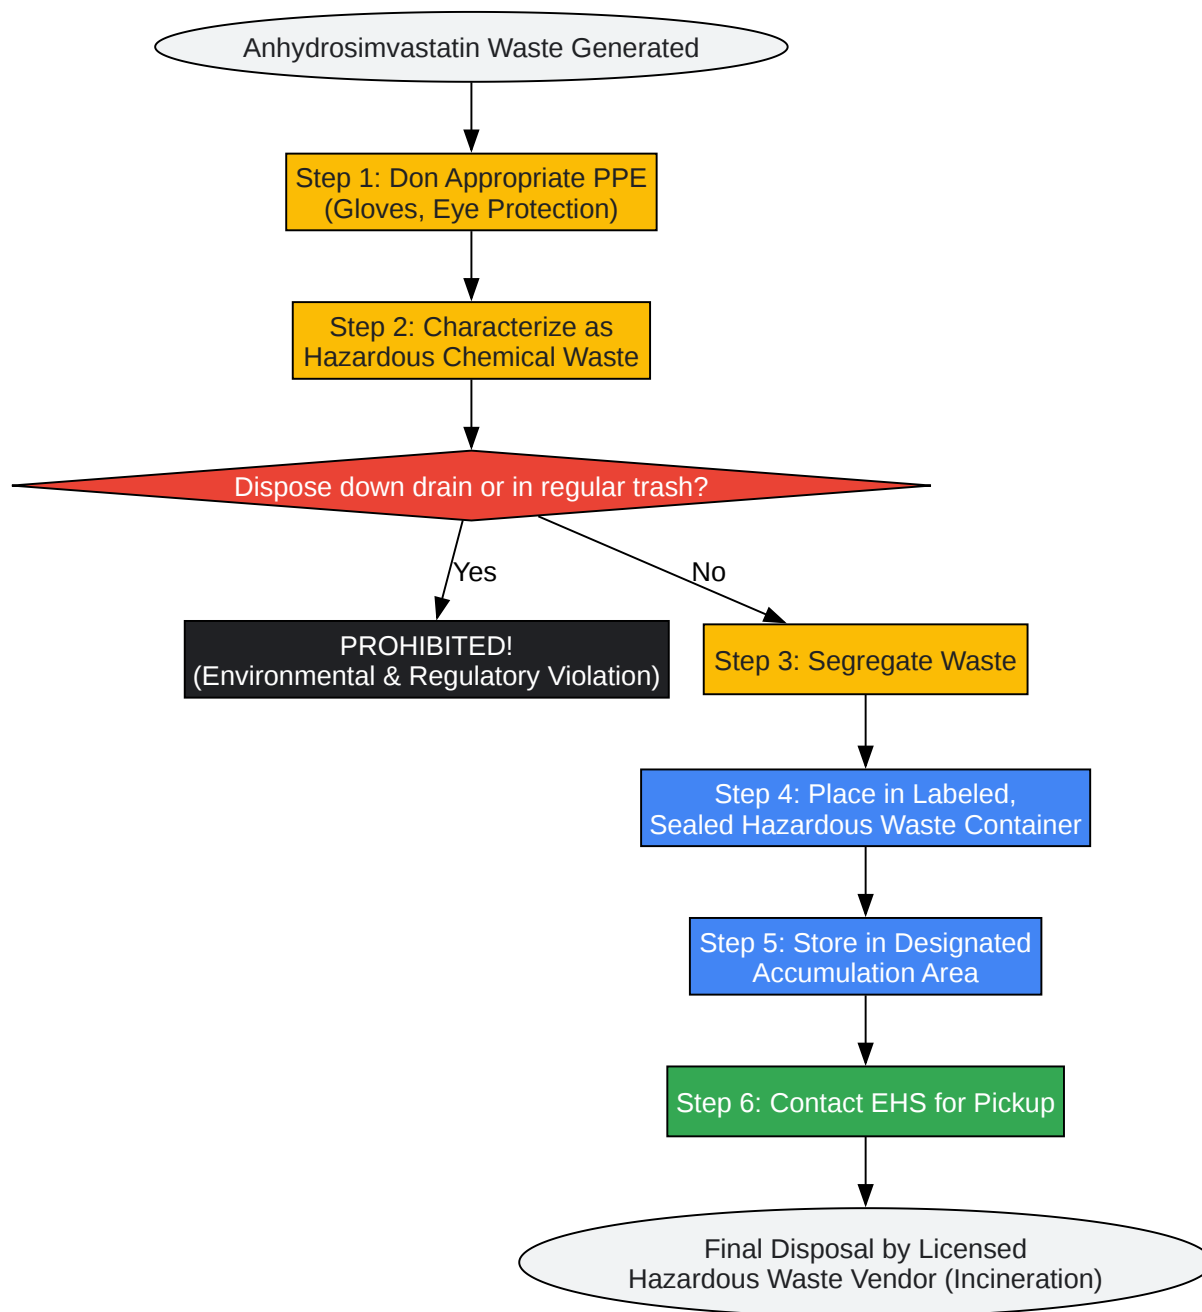 Anhydrosimvastatin Waste Generated
Step 1: Don Appropriate PPE
(Gloves, Eye Protection)
Step 2: Characterize as
Hazardous Chemical Waste
Dispose down drain or in regular trash?
Yes
No
PROHIBITED!
(Environmental & Regulatory Violation)
Step 3: Segregate Waste
Step 4: Place in Labeled,
Sealed Hazardous Waste Container
Step 5: Store in Designated
Accumulation Area
Step 6: Contact EHS for Pickup
Final Disposal by Licensed
Hazardous Waste Vendor (Incineration)